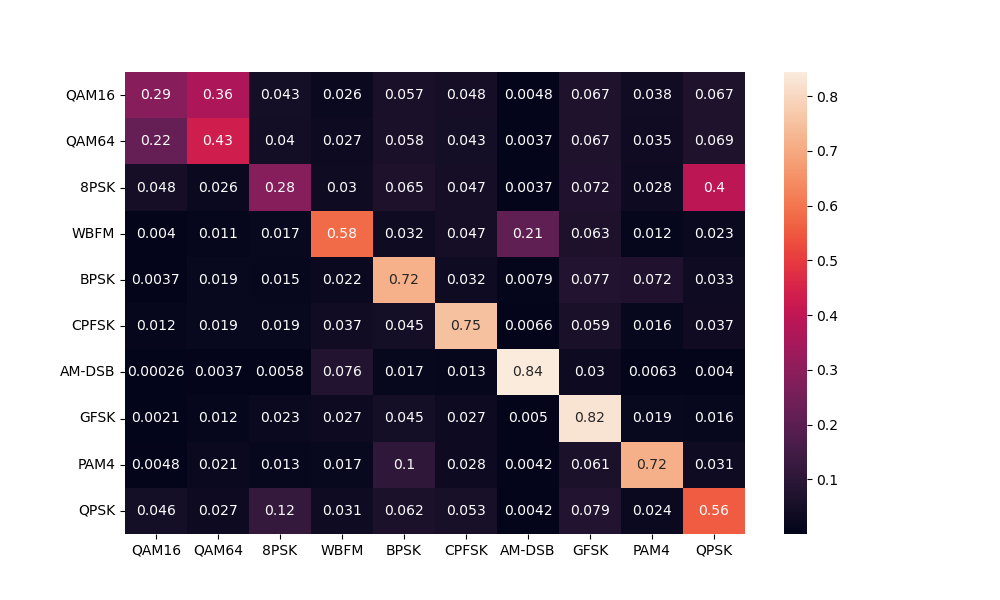 QAM16 0.29 0.36 0.043 0.026 0.057 0.048 0.0048 0.067 0.038 0.067
QAM64 0.22 0.43 0.04 0.027 0.058 0.043 0.0037 0.067 0.035 0.069
8PSK 0.048 0.026 0.28 0.03 0.065 0.047 0.0037 0.072 0.028 0.4
WBFM 0.004 0.011 0.017 0.58 0.032 0.047 0.21 0.063 0.012 0.023
BPSK 0.0037 0.019 0.015 0.022 0.72 0.032 0.0079 0.077 0.072 0.033
CPFSK 0.012 0.019 0.019 0.037 0.045 0.75 0.0066 0.059 0.016 0.037
AM-DSB 0.00026 0.0037 0.0058 0.076 0.017 0.013 0.84 0.03 0.0063 0.004
GFSK 0.0021 0.012 0.023 0.027 0.045 0.027 0.005 0.82 0.019 0.016
PAM4 0.0048 0.021 0.013 0.017 0.1 0.028 0.0042 0.061 0.72 0.031
QPSK 0.046 0.027 0.12 0.031 0.062 0.053 0.0042 0.079 0.024 0.56
QAM16 QAM64 8PSK WBFM BPSK CPFSK AM-DSB GFSK PAM4 QPSK
0.8
0.7
0.6
0.5
0.4
0.3
0.2
0.1